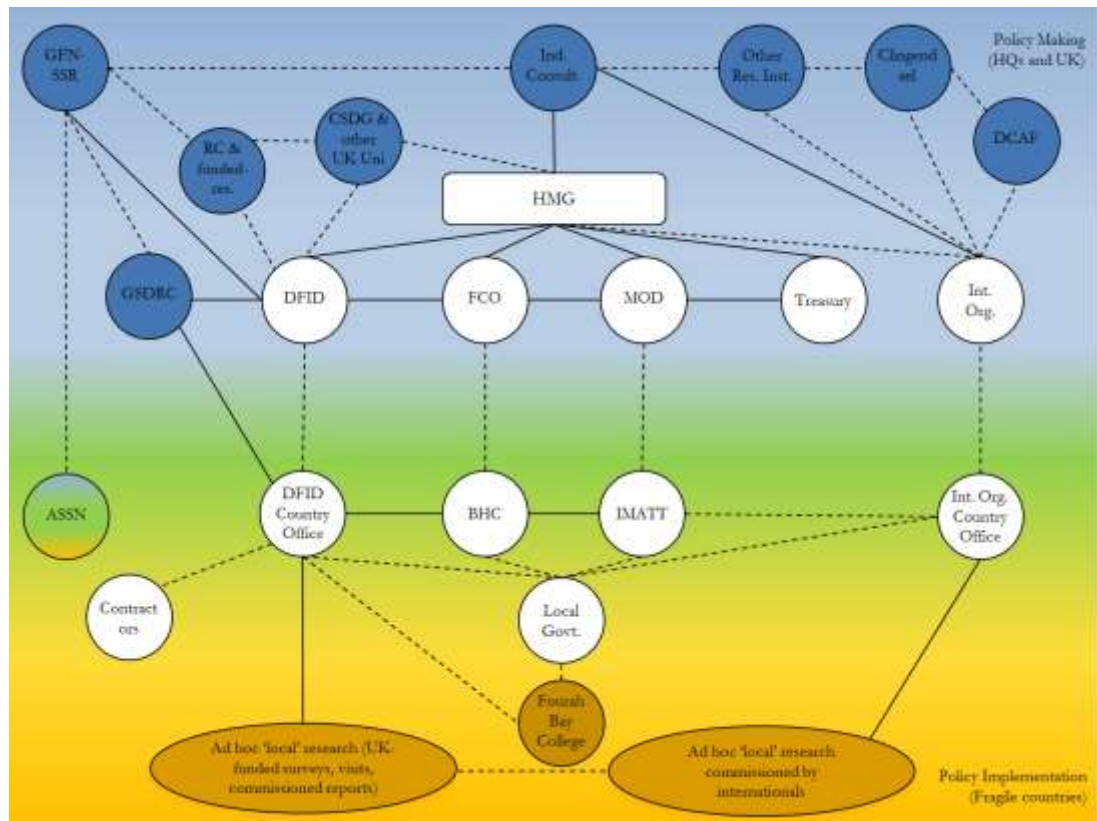 GFN-
SSR
Ind.
Consult.
Other
Res. Inst.
Clingend
ael
Policy Making
(HQs and UK)
CSDG &
other
UK Uni
RC &
funded-
res.
DCAF
HMG
GSDRC
DFID
FCO
MOD
Treasury
Int.
Org.
ASSN
DFID
Country
Office
BHC
IMATT
Int. Org.
Country
Office
Contract
ors
Local
Govt.
Fourah
Bay
College
Ad hoc 'local' research (UK-
funded surveys, visits,
commissioned reports)
Ad hoc 'local' research
commissioned by
internationals
Policy Implementation
(Fragile countries)